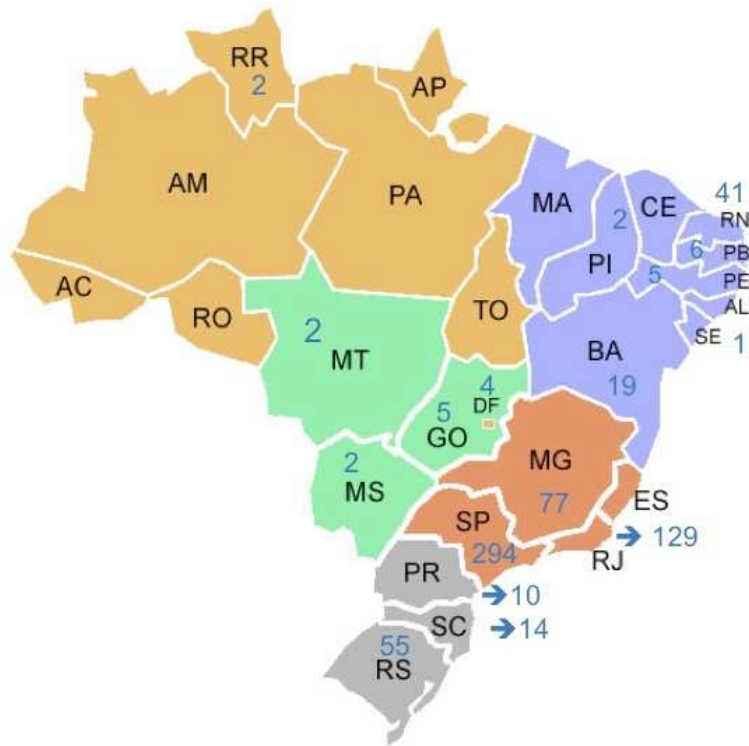 RR
2
AP
AM
PA
MA
2
CE
41
RN
6
PB
PI
5
PE
AC
AL
RO
TO
SE
1
2
MT
BA
19
4
DF
5
GO
MG
77
2
MS
ES
SP
294
129
RJ
PR
10
SC
14
55
RS